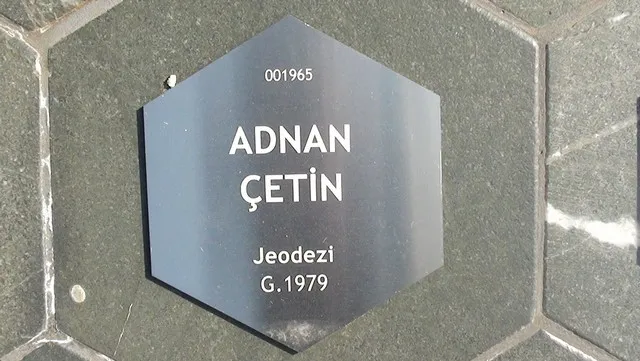 001965
ADNAN
ÇETİN
Jeodezi
G.1979